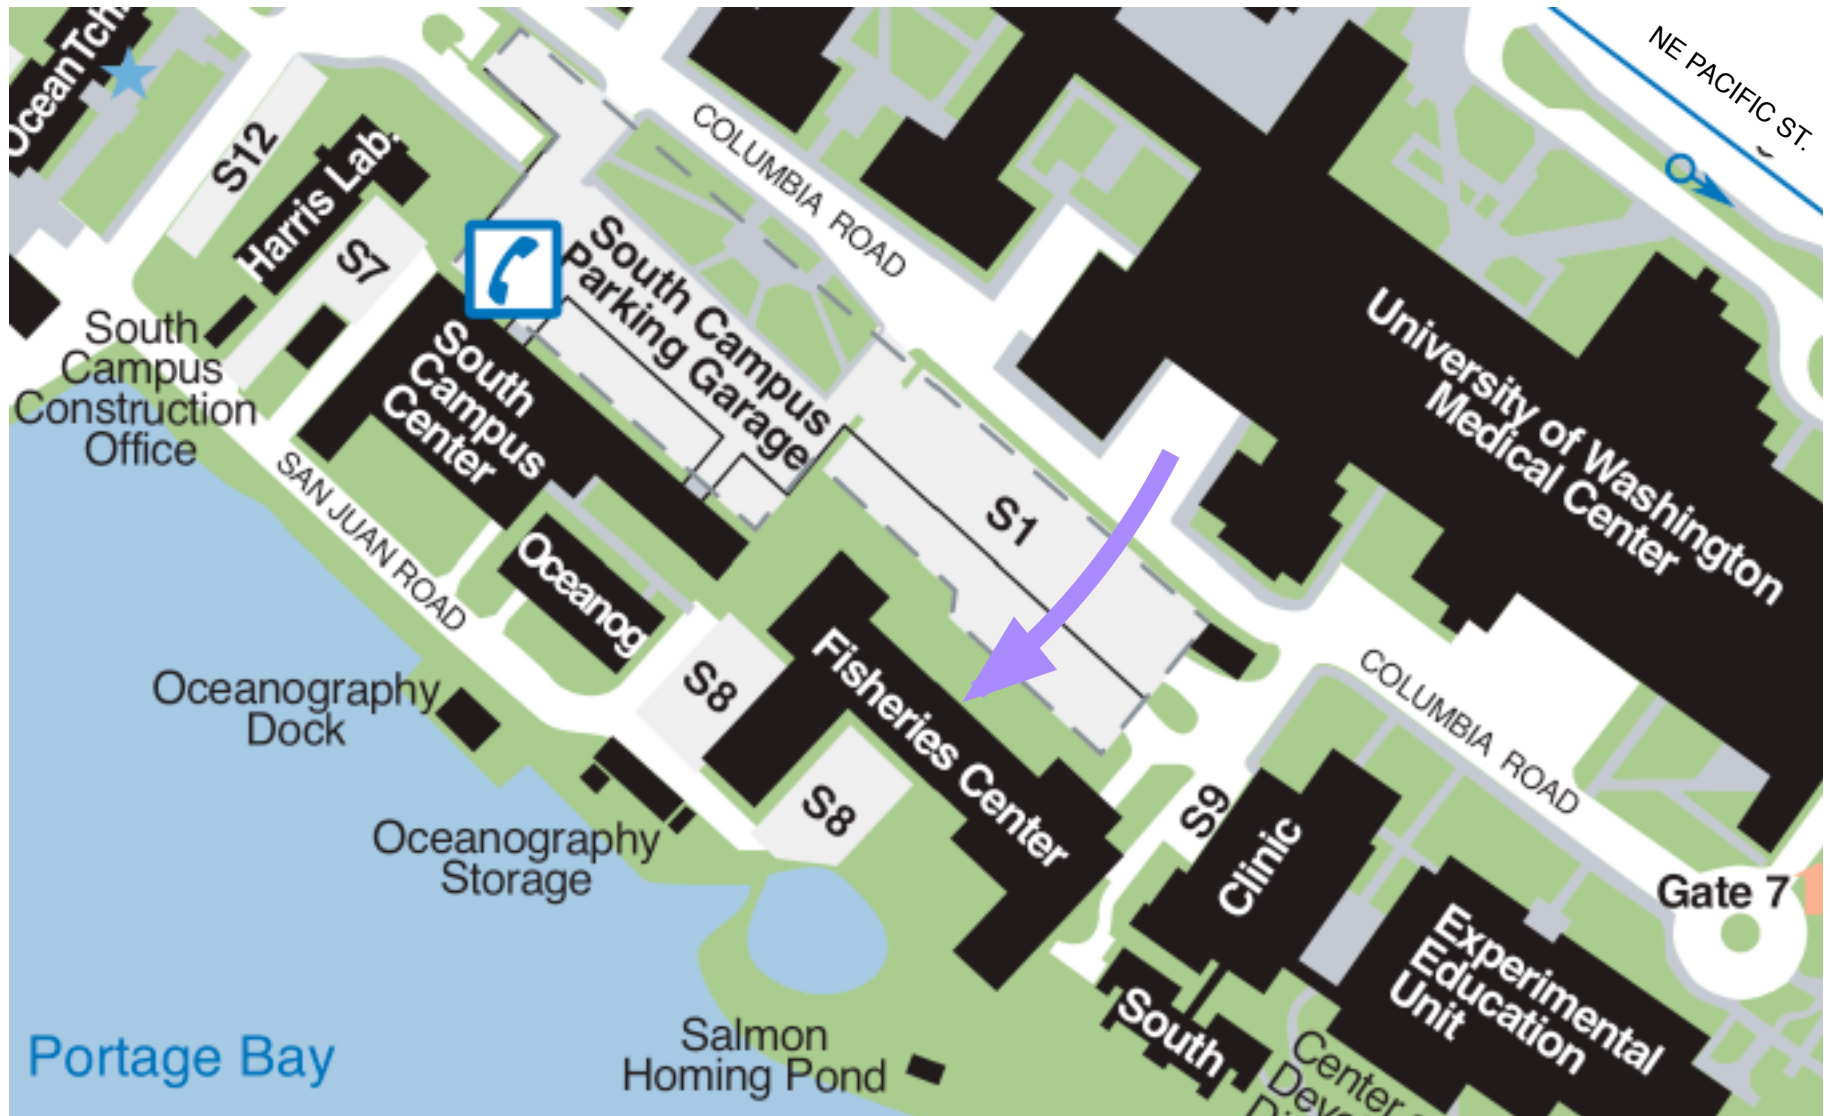 OceanTch
NE PACIFIC ST.
S12
Harris Lab.
COLUMBIA ROAD
S7
South Campus
Parking Garage
South
Campus
Construction
Office
South
Campus
Center
University of Washington
Medical Center
SAN JUAN ROAD
S1
Oceanog
Oceanography
Dock
S8
Fisheries Center
COLUMBIA ROAD
S8
S9
Clinic
Oceanography
Storage
Gate 7
Experimental
Education
Unit
South
Portage Bay
Salmon
Homing Pond
Center